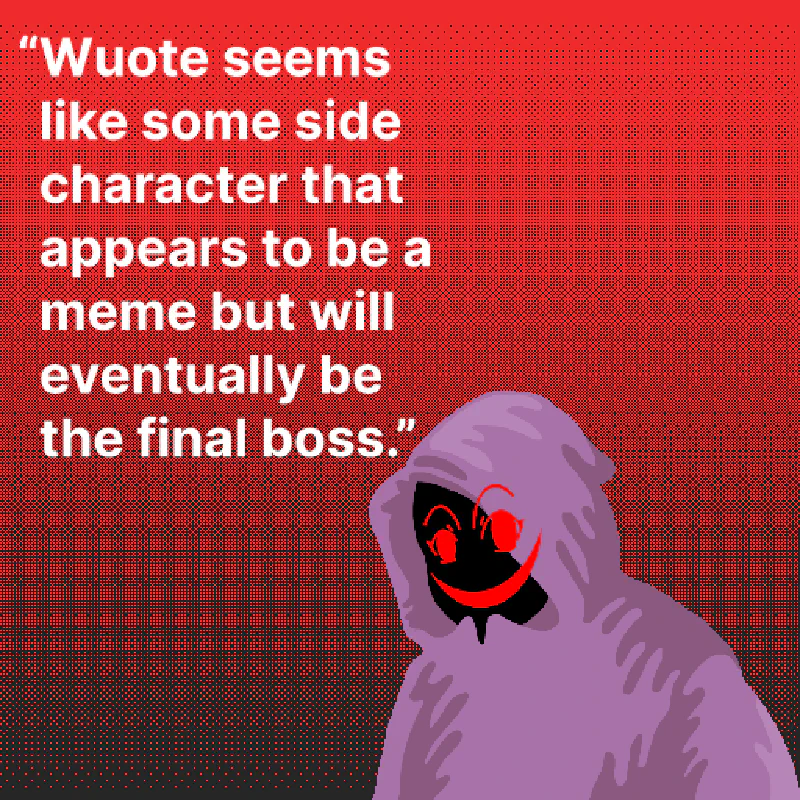 “Wuote seems
like some side
character that
appears to be a
meme but will
eventually be
the final boss.”